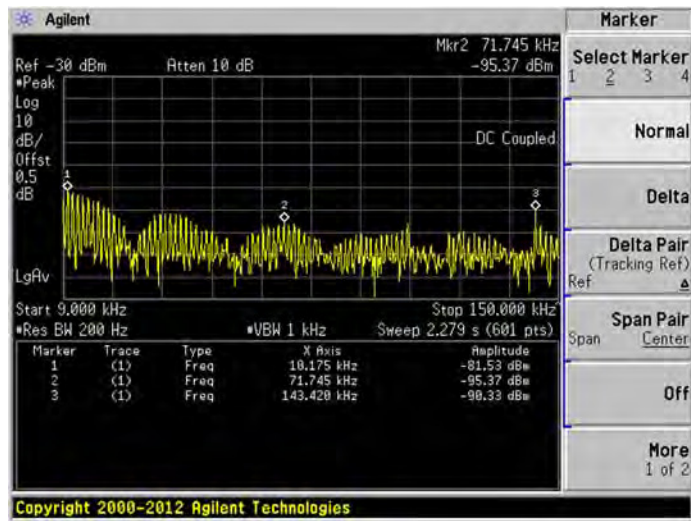 Agilent
Marker
Mkr2 71.745 kHz
Ref -30 dBm Atten 10 dB -95.37 dBm
*Peak
Log
10
dB/
Offst
0.5
dB
DC Coupled
1
2
3
LgAv
Start 9.000 kHz Stop 150.000 kHz^
*Res BW 200 Hz *VBW 1 kHz Sweep 2.279 s (601 pts)
Marker Trace Type X Axis Amplitude
1 (1) Freq 10.175 kHz -81.53 dBm
2 (1) Freq 71.745 kHz -95.37 dBm
3 (1) Freq 143.420 kHz -90.33 dBm
Select Marker
1 2 3 4
Normal
Delta
Delta Pair
(Tracking Ref)
Ref Δ
Span Pair
Span Center
Off
More
1 of 2
Copyright 2000-2012 Agilent Technologies